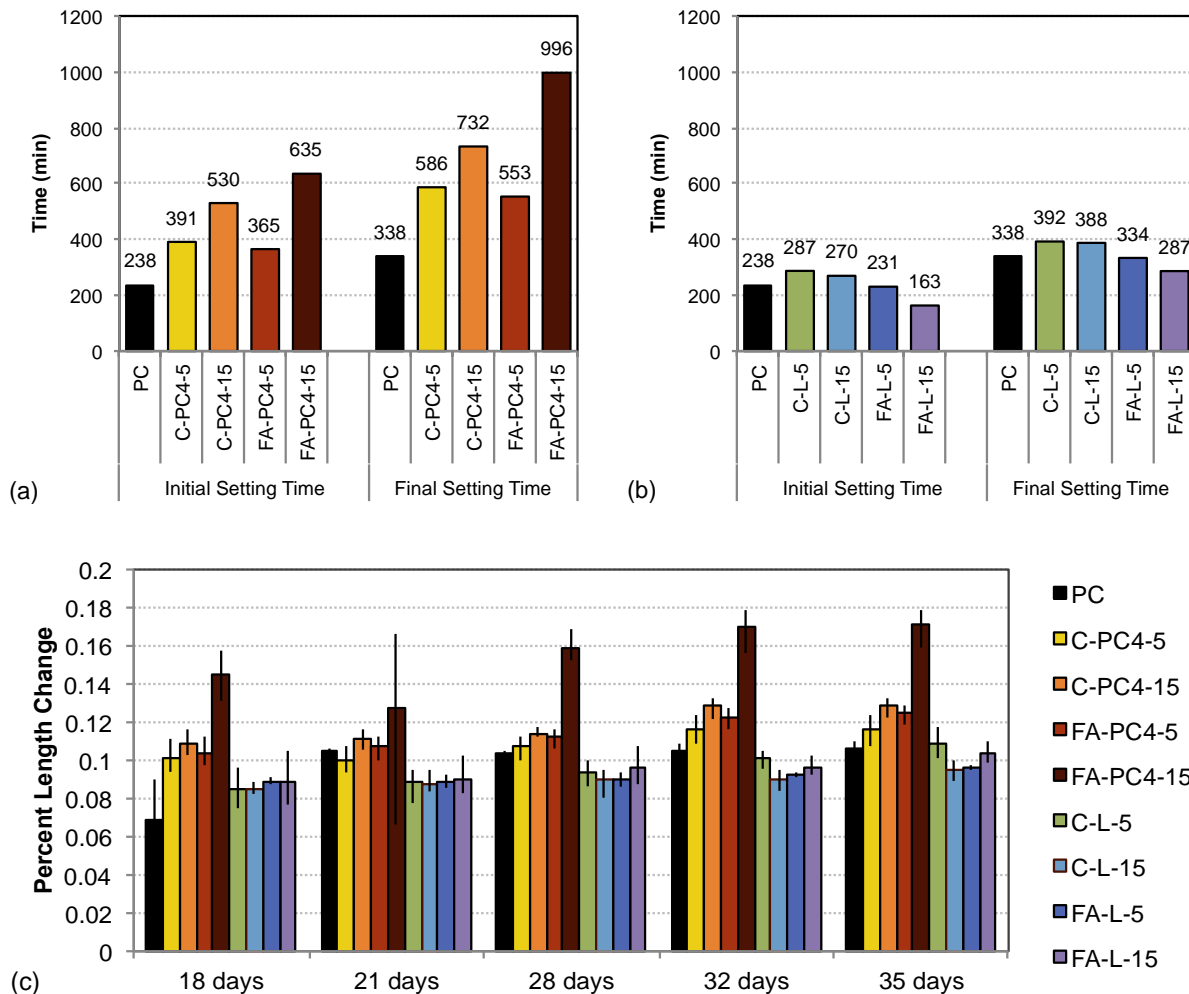 1200
1000
800
600
400
200
0
Time (min)
238
391
530
365
635
338
586
732
553
996
PC
C-PC4-5
C-PC4-15
FA-PC4-5
FA-PC4-15
PC
C-PC4-5
C-PC4-15
FA-PC4-5
FA-PC4-15
Initial Setting Time
Final Setting Time
(a)
1200
1000
800
600
400
200
0
Time (min)
238
287
270
231
163
338
392
388
334
287
PC
C-L-5
C-L-15
FA-L-5
FA-L-15
PC
C-L-5
C-L-15
FA-L-5
FA-L-15
Initial Setting Time
Final Setting Time
(b)
0.2
0.18
0.16
0.14
0.12
0.1
0.08
0.06
0.04
0.02
0
Percent Length Change
18 days
21 days
28 days
32 days
35 days
(c)
PC
C-PC4-5
C-PC4-15
FA-PC4-5
FA-PC4-15
C-L-5
C-L-15
FA-L-5
FA-L-15